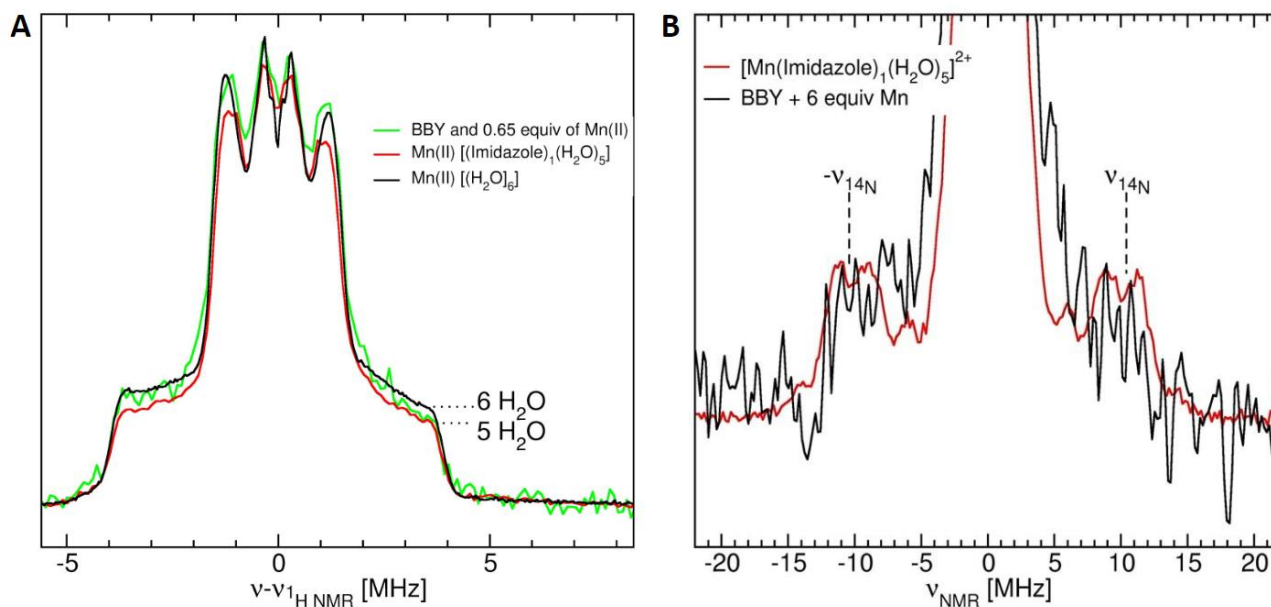 A
BBY and 0.65 equiv of Mn(II)
Mn(II) [(Imidazole)₁(H₂O)₅]
Mn(II) [(H₂O]₆]
6 H₂O
5 H₂O
-5 0 5
ν-ν¹H NMR [MHz]
B
[Mn(Imidazole)₁(H₂O)₅]²⁺
BBY + 6 equiv Mn
-ν14N ν14N
-20 -15 -10 -5 0 5 10 15 20
νNMR [MHz]